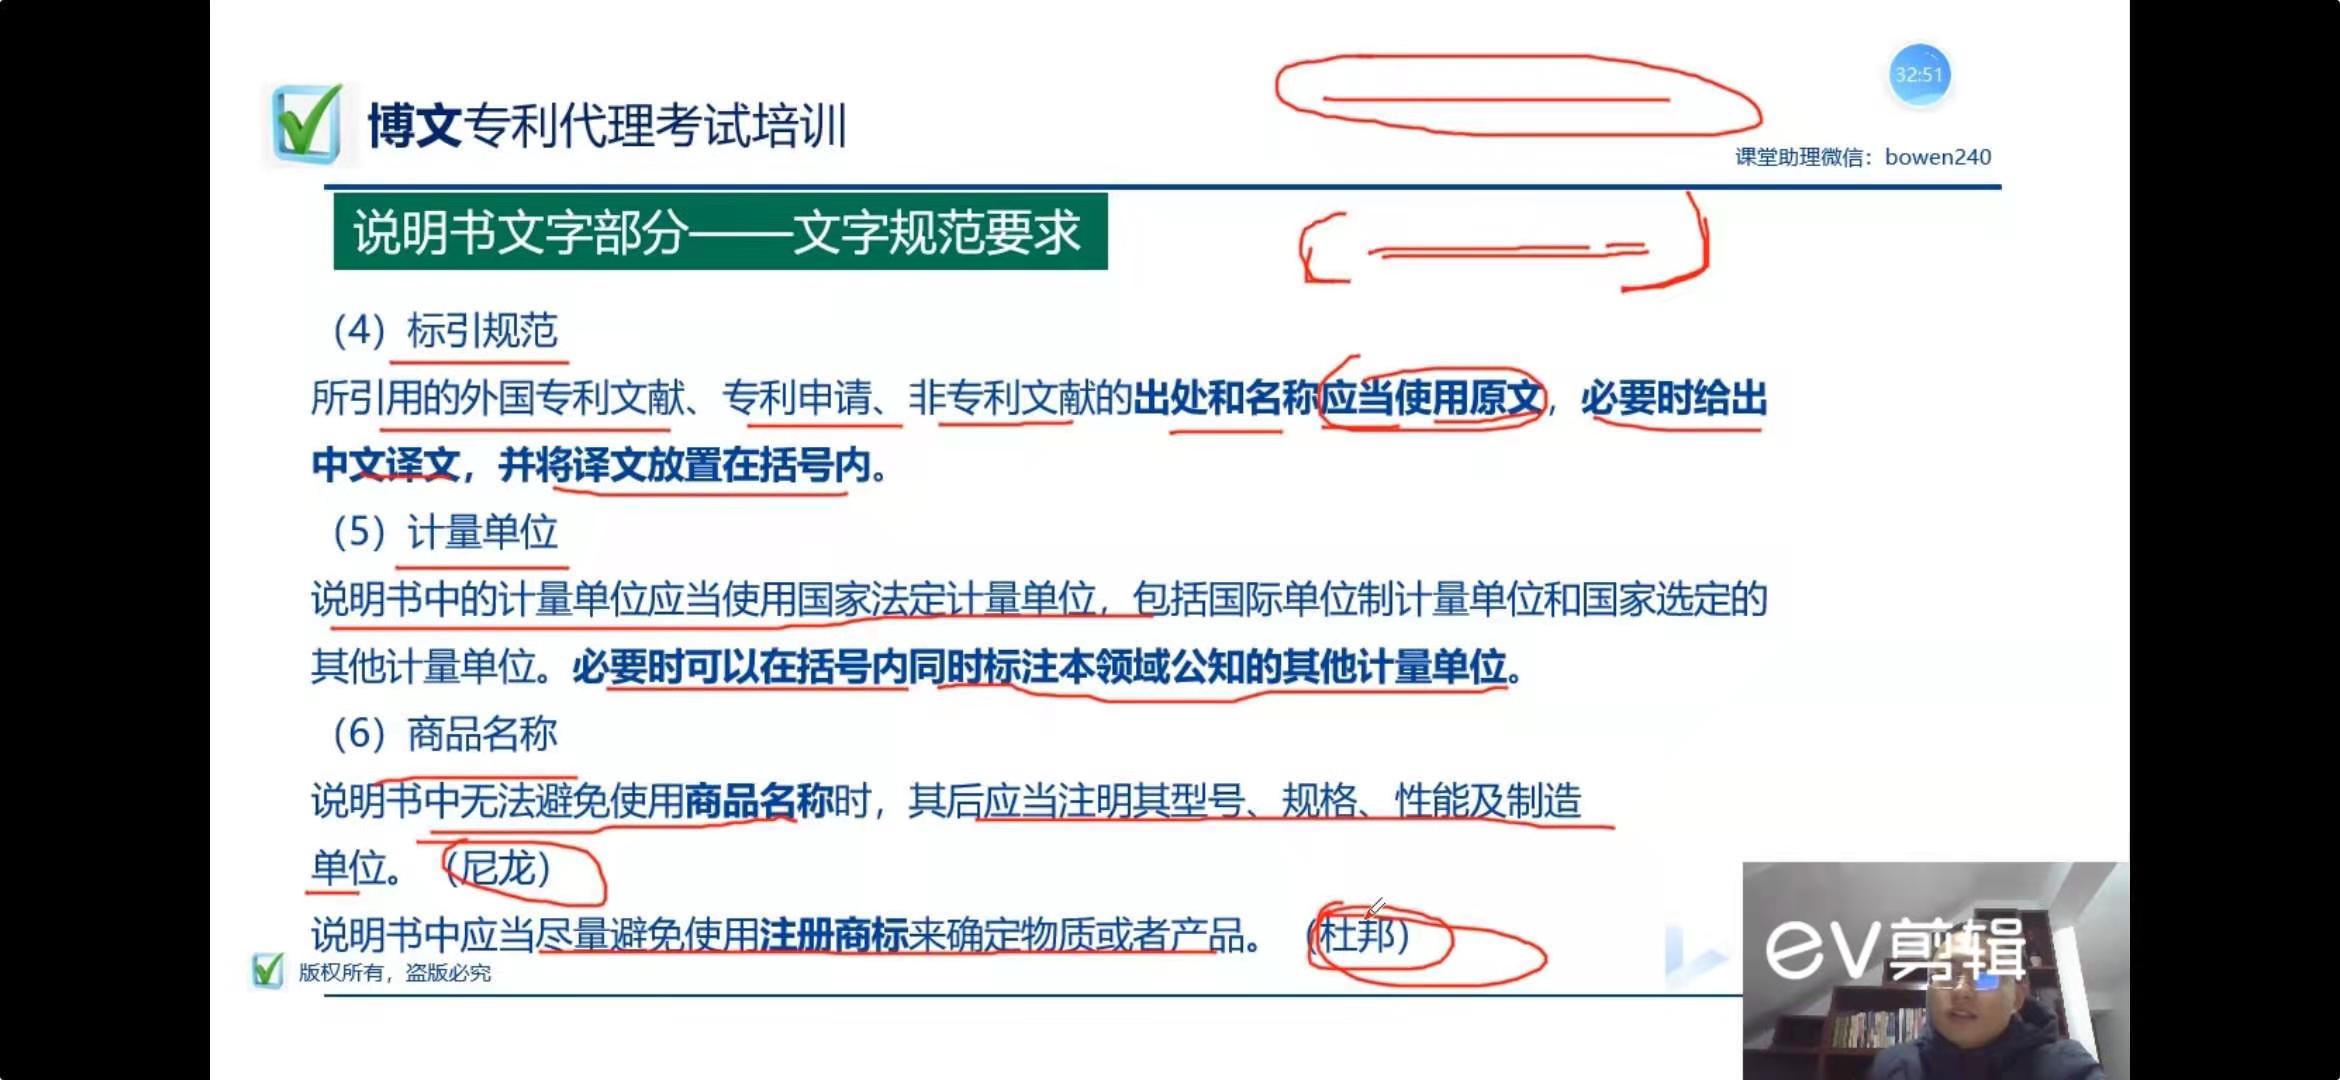 32:51
博文专利代理考试培训
课堂助理微信：bowen240
说明书文字部分——文字规范要求
（4）标引规范
所引用的外国专利文献、专利申请、非专利文献的出处和名称应当使用原文，必要时给出
中文译文，并将译文放置在括号内。
（5）计量单位
说明书中的计量单位应当使用国家法定计量单位，包括国际单位制计量单位和国家选定的
其他计量单位。必要时可以在括号内同时标注本领域公知的其他计量单位。
（6）商品名称
说明书中无法避免使用商品名称时，其后应当注明其型号、规格、性能及制造
单位。（尼龙）
说明书中应当尽量避免使用注册商标来确定物质或者产品。（杜邦）
版权所有，盗版必究
eV剪辑